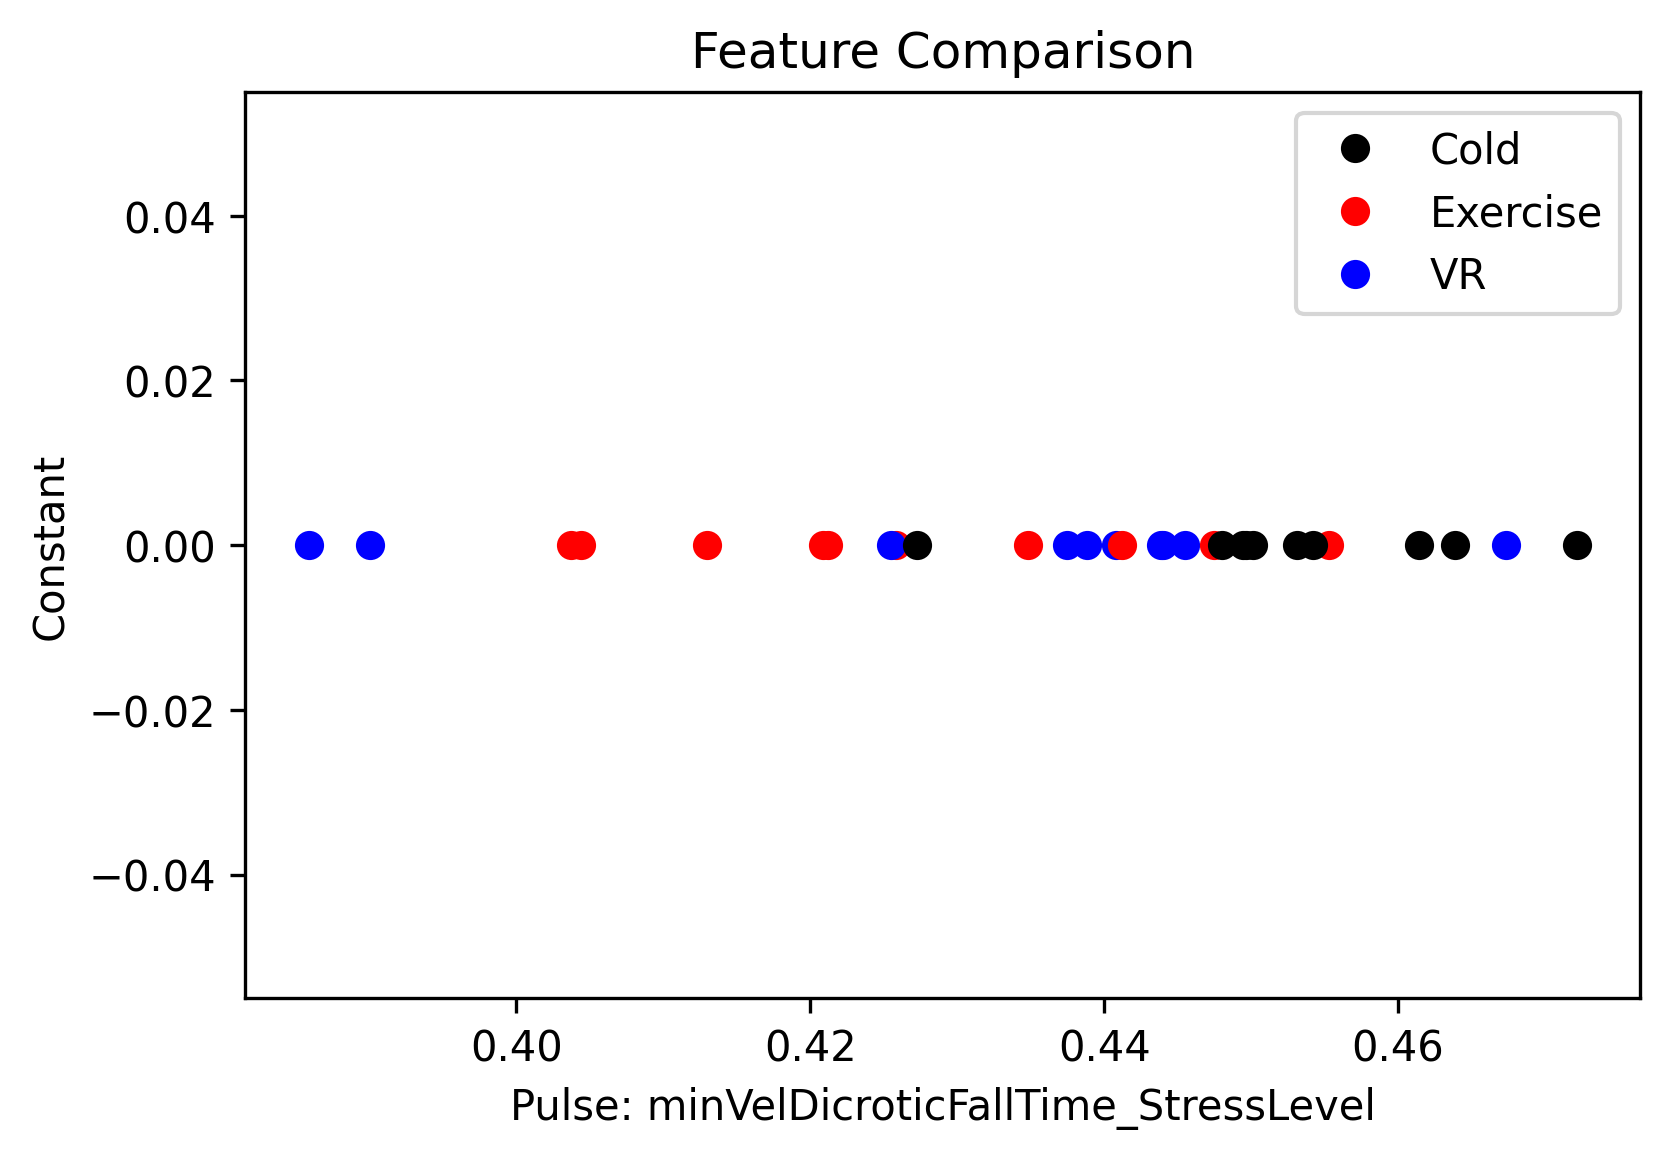 Feature Comparison
Cold
Exercise
VR
0.04
0.02
0.00
−0.02
−0.04
Constant
0.40 0.42 0.44 0.46
Pulse: minVelDicroticFallTime_StressLevel